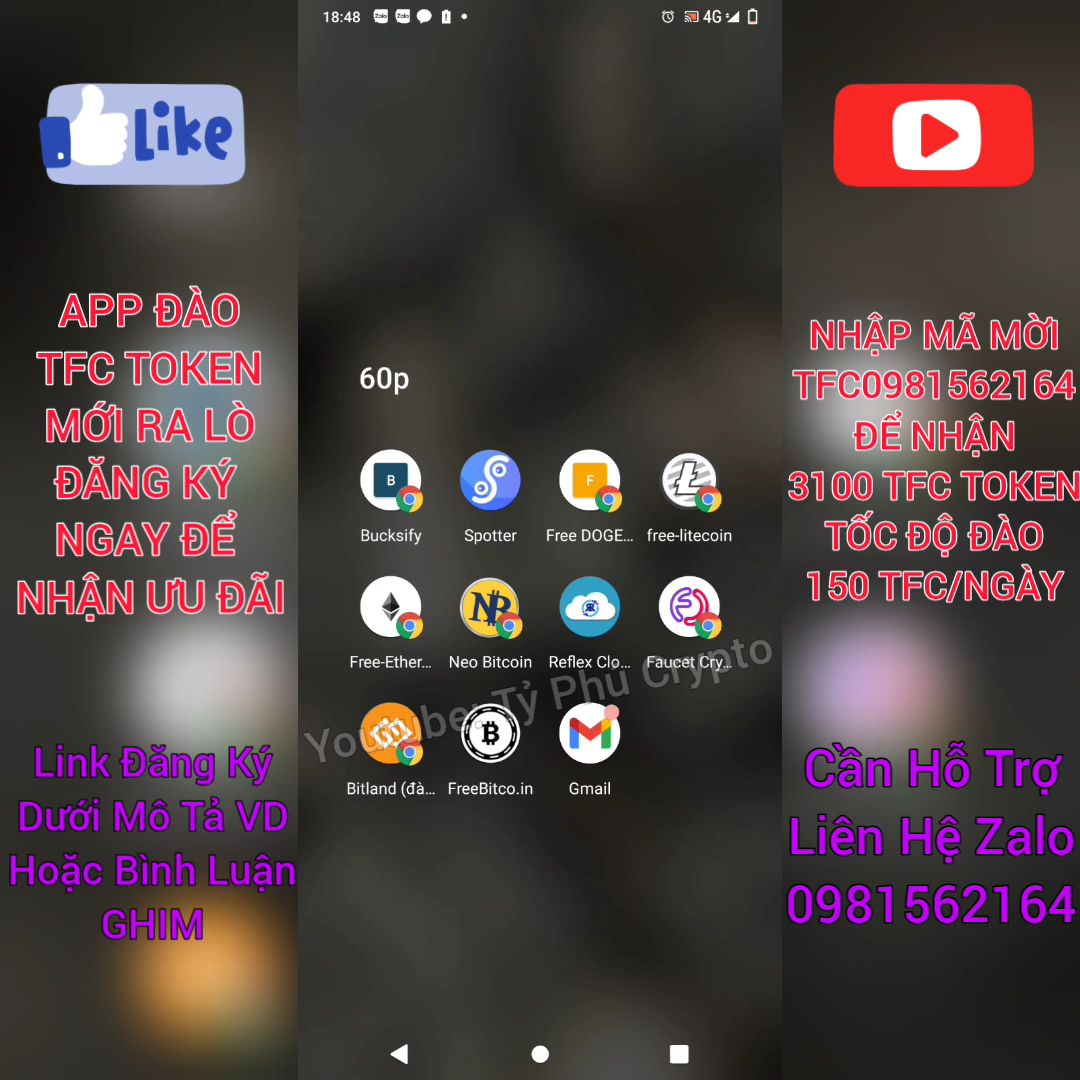 18:48
Zalo Zalo
4G
Like
APP ĐÀO
TFC TOKEN
MỚI RA LÒ
ĐĂNG KÝ
NGAY ĐỂ
NHẬN ƯU ĐÃI
Link Đăng Ký
Dưới Mô Tả VD
Hoặc Bình Luận
GHIM
60p
B
F
Bucksify
Spotter
Free DOGE...
free-litecoin
Free-Ether...
Neo Bitcoin
Reflex Clo...
Faucet Cry...
Bitland (đà...
FreeBitco.in
Gmail
Youtube: Tỷ Phú Crypto
NHẬP MÃ MỜI
TFC0981562164
ĐỂ NHẬN
3100 TFC TOKEN
TỐC ĐỘ ĐÀO
150 TFC/NGÀY
Cần Hỗ Trợ
Liên Hệ Zalo
0981562164